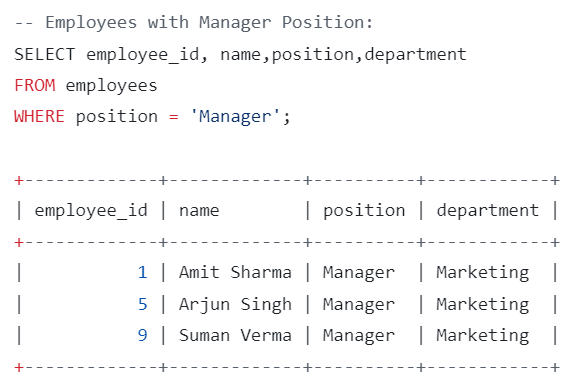 -- Employees with Manager Position:
SELECT employee_id, name,position,department
FROM employees
WHERE position = 'Manager';
+-------------+------------+----------+------------+
| employee_id | name       | position | department |
+-------------+------------+----------+------------+
|           1 | Amit Sharma | Manager  | Marketing  |
|           5 | Arjun Singh | Manager  | Marketing  |
|           9 | Suman Verma | Manager  | Marketing  |
+-------------+------------+----------+------------+